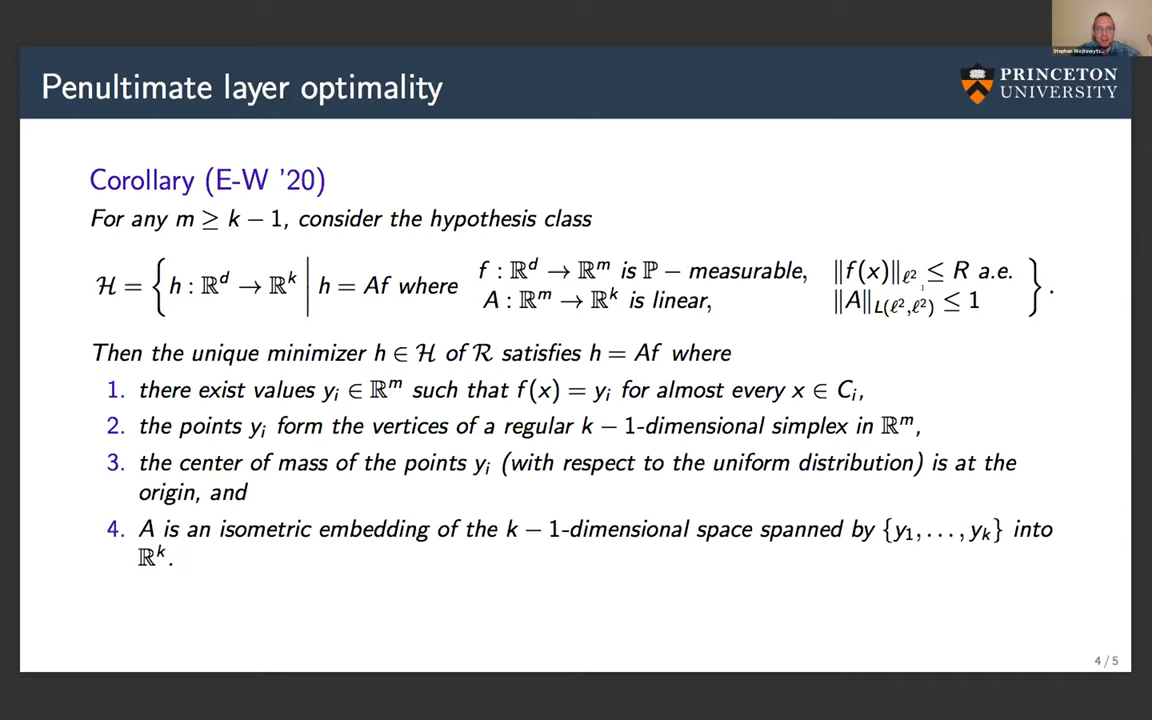 Stephan Wojtowyts...
Penultimate layer optimality
PRINCETON
UNIVERSITY
Corollary (E-W '20)
For any m ≥ k − 1, consider the hypothesis class
ℋ = { h : ℝ^d → ℝ^k | h = Af where f : ℝ^d → ℝ^m is ℙ − measurable, ‖f(x)‖_{ℓ²} ≤ R a.e.
A : ℝ^m → ℝ^k is linear, ‖A‖_{L(ℓ²,ℓ²)} ≤ 1 }.
Then the unique minimizer h ∈ ℋ of ℛ satisfies h = Af where
1. there exist values y_i ∈ ℝ^m such that f(x) = y_i for almost every x ∈ C_i,
2. the points y_i form the vertices of a regular k − 1-dimensional simplex in ℝ^m,
3. the center of mass of the points y_i (with respect to the uniform distribution) is at the
origin, and
4. A is an isometric embedding of the k − 1-dimensional space spanned by {y_1, . . . , y_k} into
ℝ^k.
4 / 5